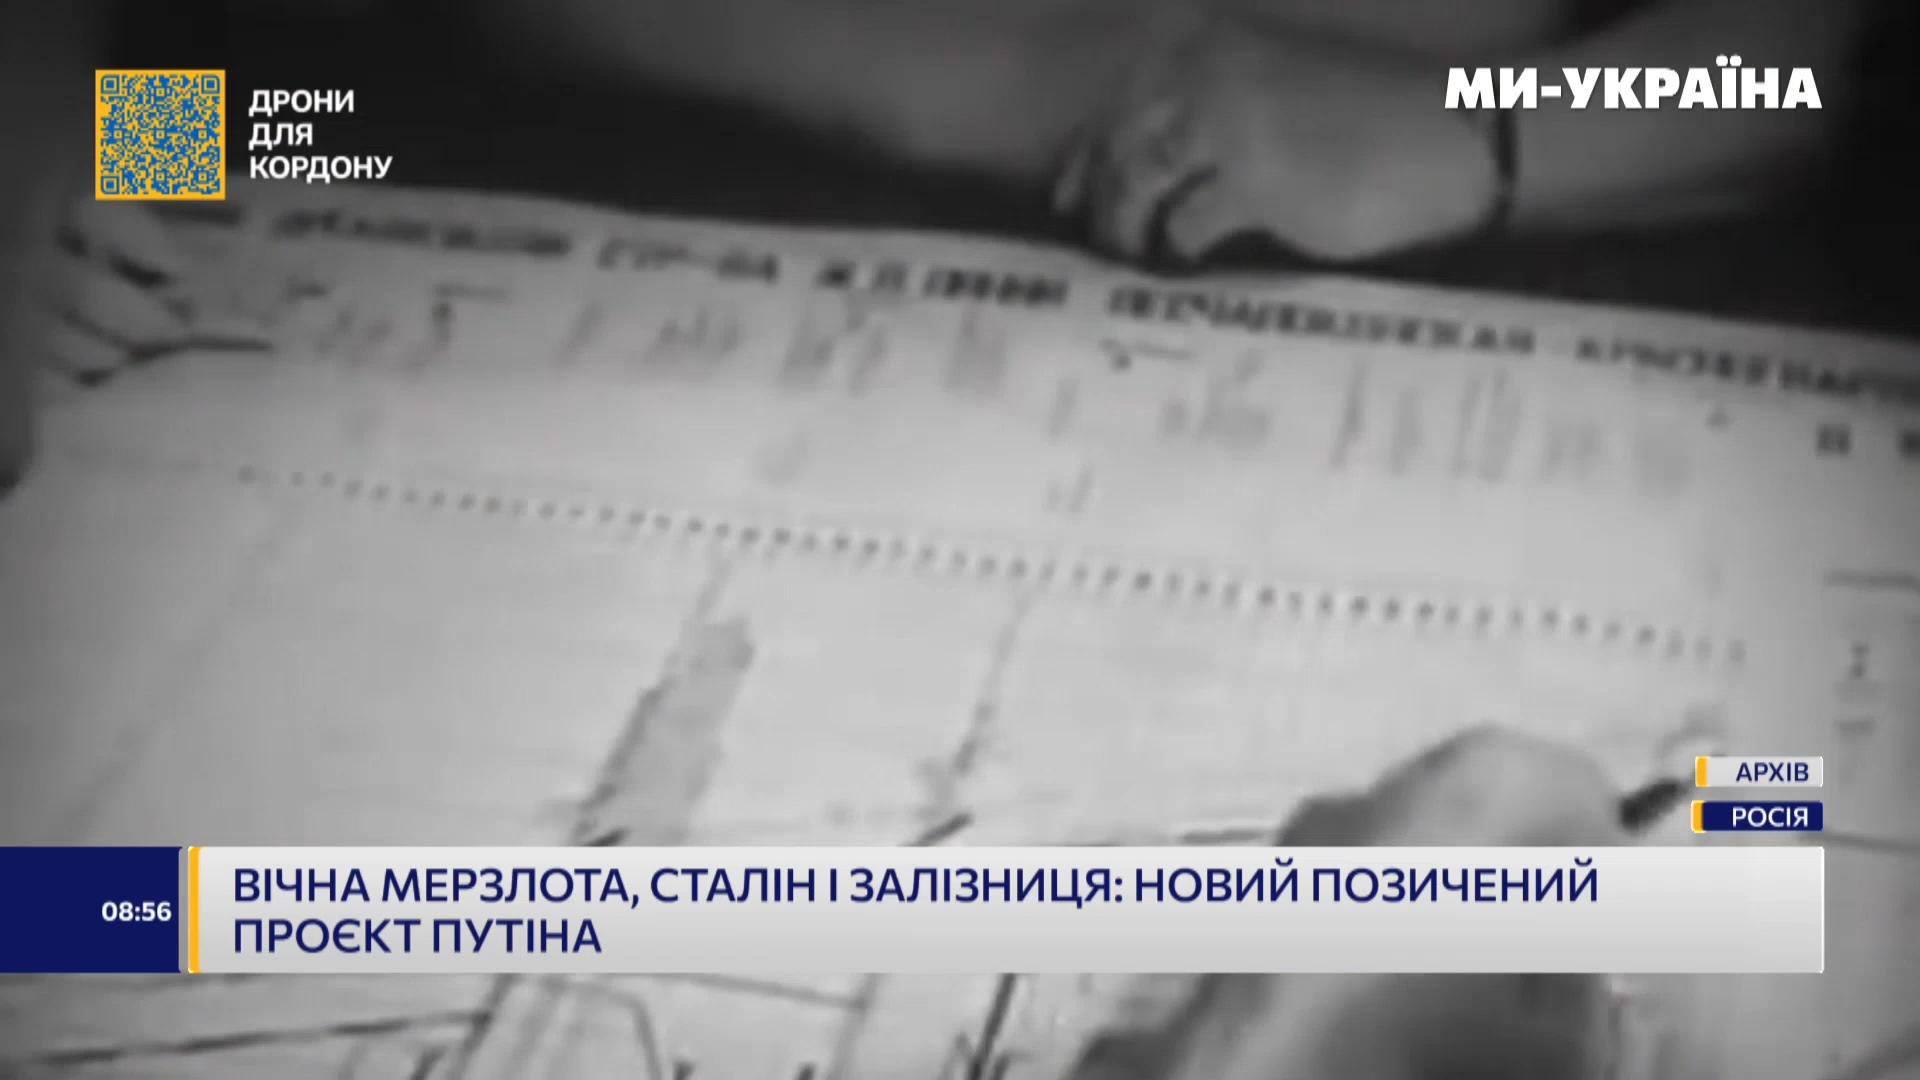 ДРОНИ
ДЛЯ
КОРДОНУ
МИ-УКРАЇНА
АРХІВ
РОСІЯ
08:56
ВІЧНА МЕРЗЛОТА, СТАЛІН І ЗАЛІЗНИЦЯ: НОВИЙ ПОЗИЧЕНИЙ
ПРОЄКТ ПУТІНА